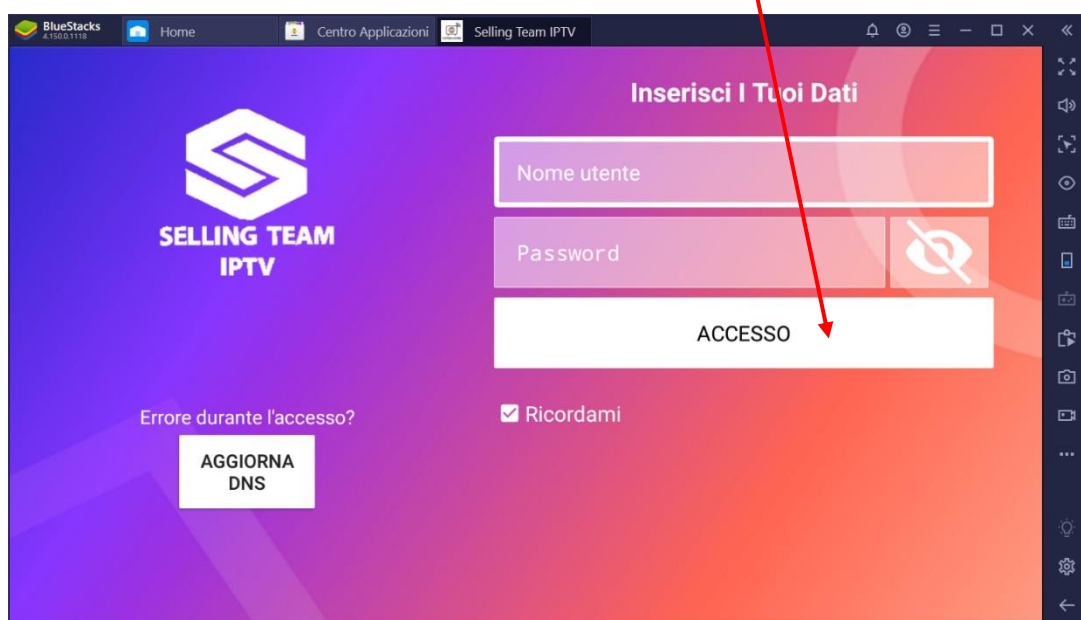 BlueStacks
4.150.0.1118
Home
Centro Applicazioni
Selling Team IPTV
Inserisci I Tuoi Dati
Nome utente
Password
SELLING TEAM
IPTV
ACCESSO
Errore durante l'accesso?
Ricordami
AGGIORNA
DNS